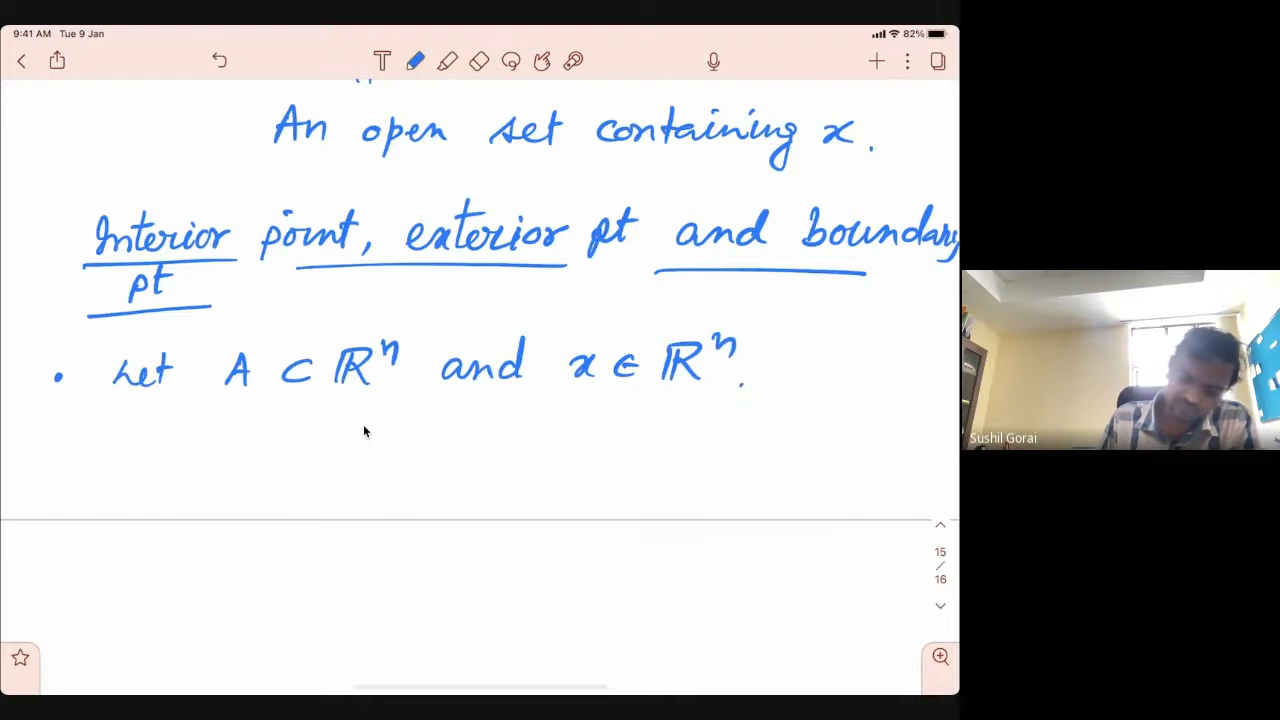 9:41 AM Tue 9 Jan
82%
An open set containing x.
Interior point, exterior pt and boundary
pt
• Let A ⊂ ℝⁿ and x ∈ ℝⁿ.
Sushil Gorai
15
/
16